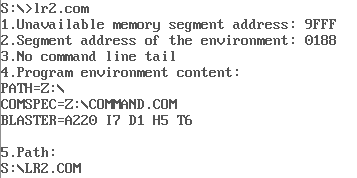 S:\>lr2.com
1.Unavailable memory segment address: 9FFF
2.Segment address of the environment: 0188
3.No command line tail
4.Program environment content:
PATH=Z:\
COMSPEC=Z:\COMMAND.COM
BLASTER=A220 I7 D1 H5 T6
5.Path:
S:\LR2.COM